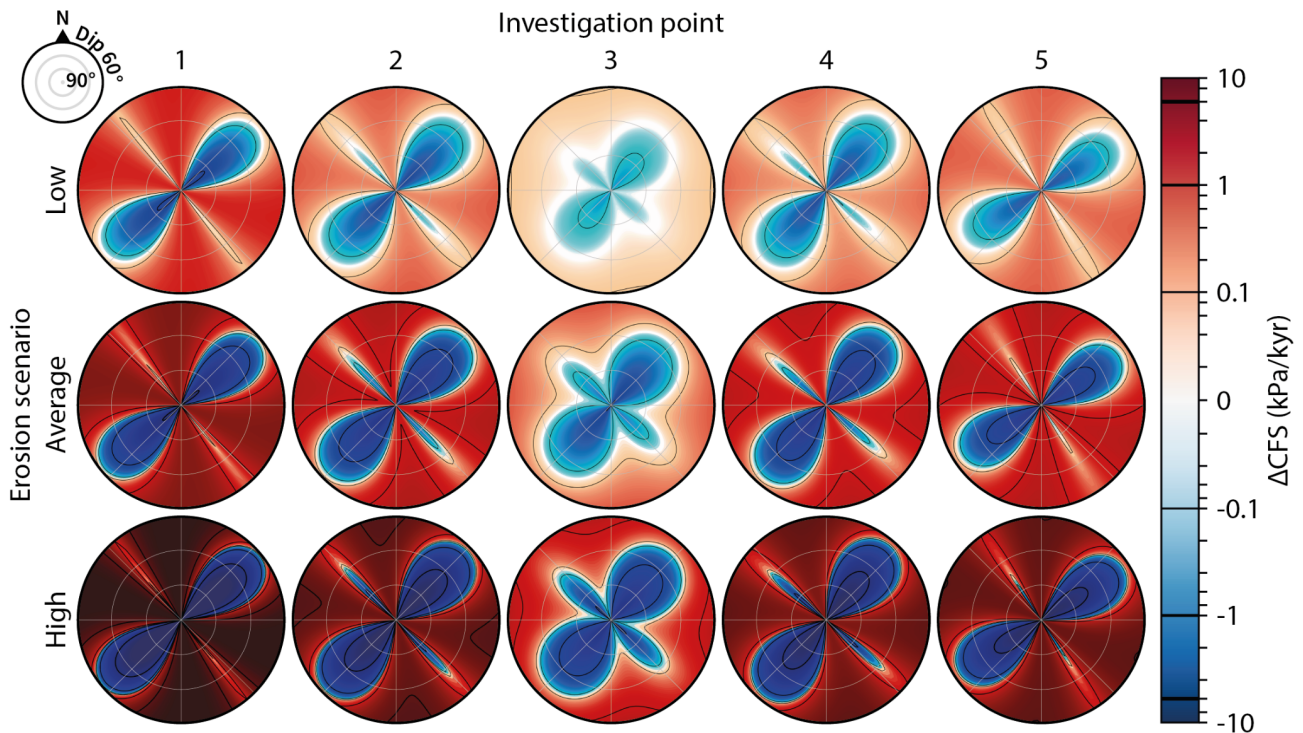 Investigation point
N
Dip 60°
90°
1 2 3 4 5
Erosion scenario
Low
Average
High
10
1
0.1
0
-0.1
-1
-10
ΔCFS (kPa/kyr)